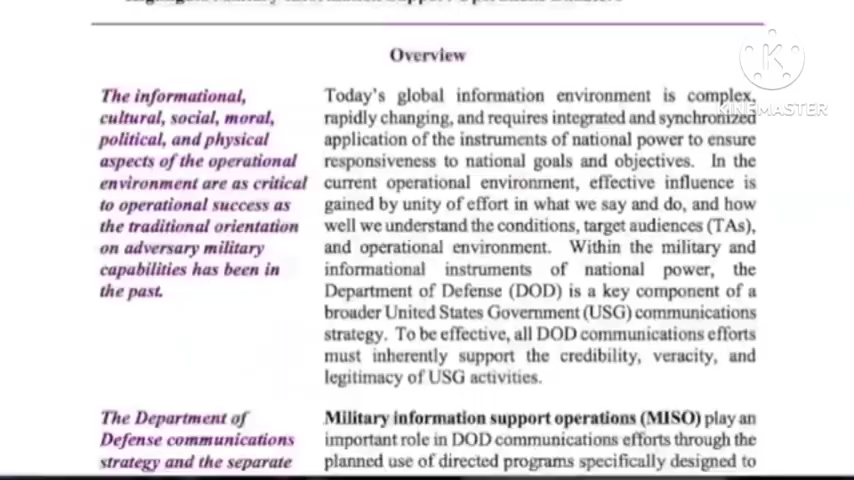 Overview
The informational,
cultural, social, moral,
political, and physical
aspects of the operational
environment are as critical
to operational success as
the traditional orientation
on adversary military
capabilities has been in
the past.
Today's global information environment is complex,
rapidly changing, and requires integrated and synchronized
application of the instruments of national power to ensure
responsiveness to national goals and objectives. In the
current operational environment, effective influence is
gained by unity of effort in what we say and do, and how
well we understand the conditions, target audiences (TAs),
and operational environment. Within the military and
informational instruments of national power, the
Department of Defense (DOD) is a key component of a
broader United States Government (USG) communications
strategy. To be effective, all DOD communications efforts
must inherently support the credibility, veracity, and
legitimacy of USG activities.
The Department of
Defense communications
strategy and the separate
Military information support operations (MISO) play an
important role in DOD communications efforts through the
planned use of directed programs specifically designed to
K
KINEMASTER